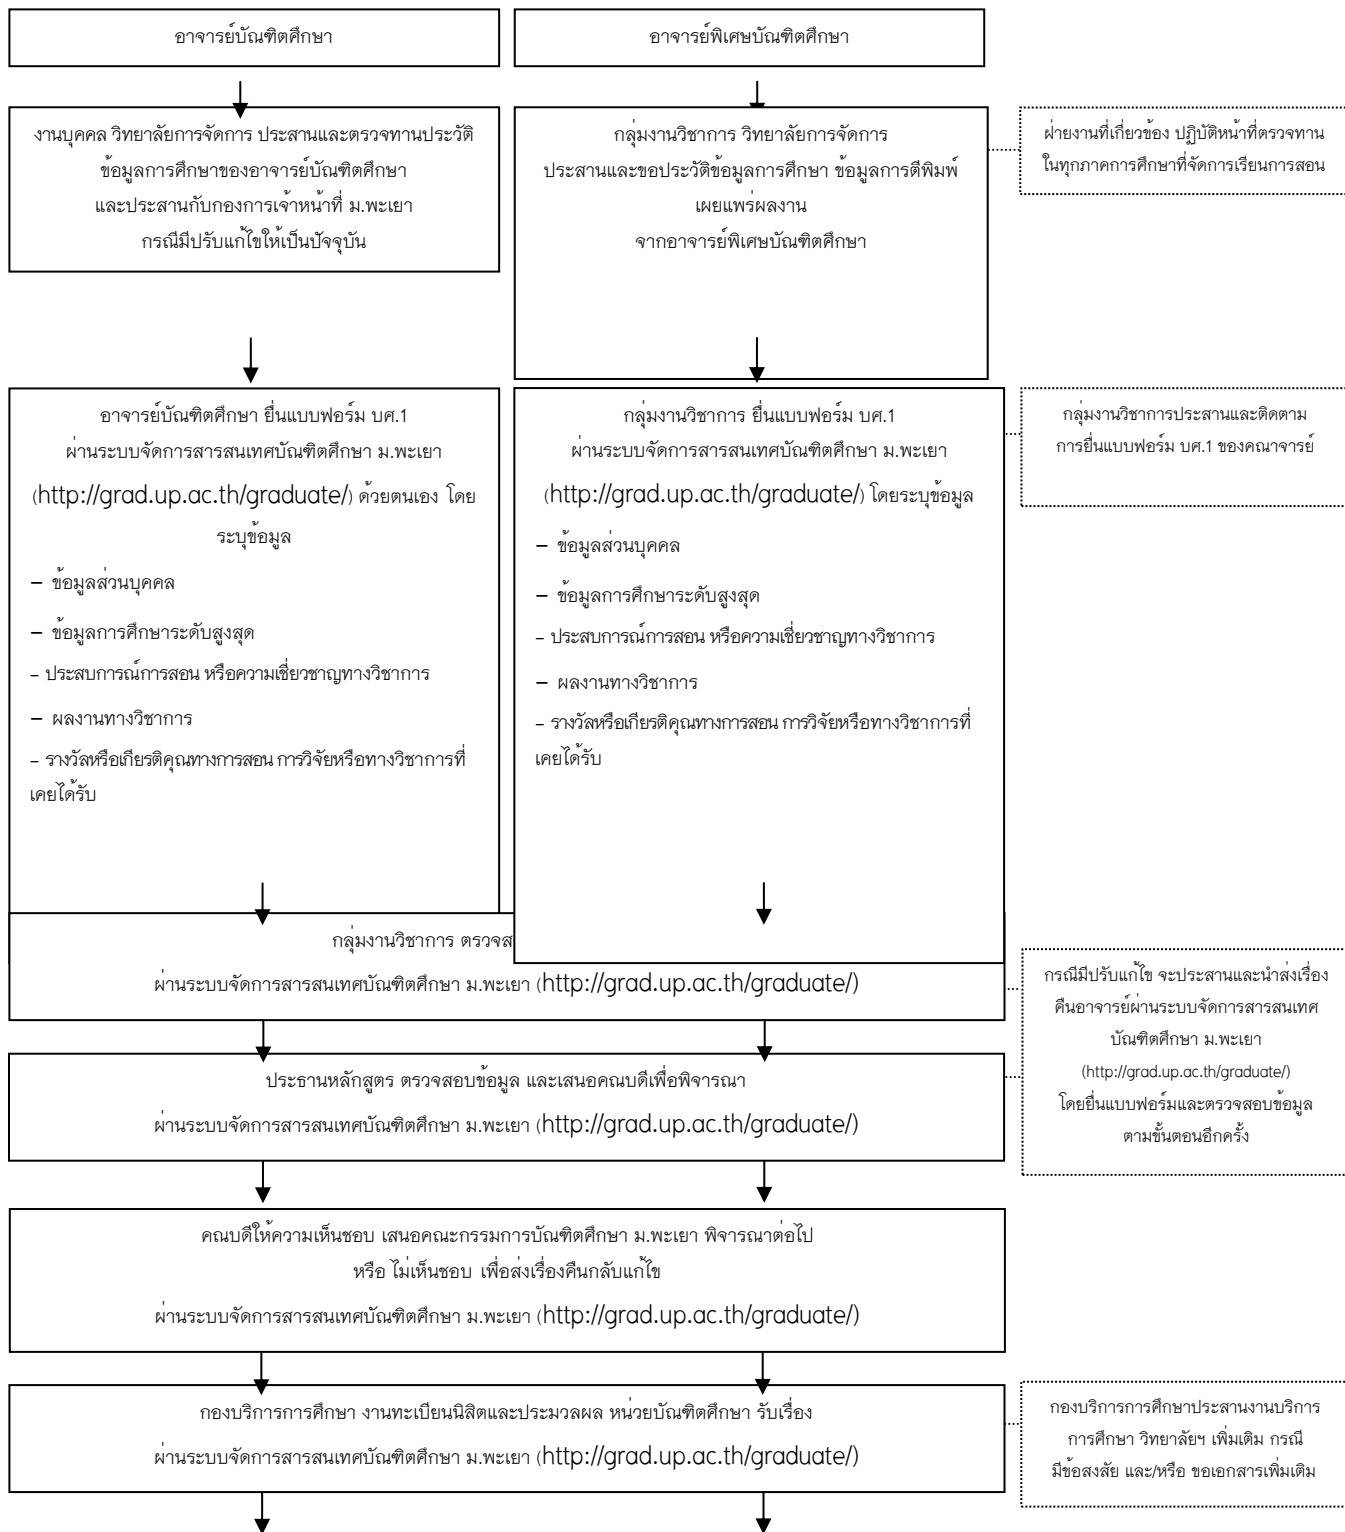 อาจารย์บัณฑิตศึกษา
อาจารย์พิเศษบัณฑิตศึกษา
งานบุคคล วิทยาลัยการจัดการ ประสานและตรวจทานประวัติ
ข้อมูลการศึกษาของอาจารย์บัณฑิตศึกษา
และประสานกับกองการเจ้าหน้าที่ ม.พะเยา
กรณีมีปรับแก้ไขให้เป็นปัจจุบัน
กลุ่มงานวิชาการ วิทยาลัยการจัดการ
ประสานและขอประวัติข้อมูลการศึกษา ข้อมูลการตีพิมพ์
เผยแพร่ผลงาน
จากอาจารย์พิเศษบัณฑิตศึกษา
ฝ่ายงานที่เกี่ยวข้อง ปฏิบัติหน้าที่ตรวจทาน
ในทุกภาคการศึกษาที่จัดการเรียนการสอน
อาจารย์บัณฑิตศึกษา ยื่นแบบฟอร์ม บศ.1
ผ่านระบบจัดการสารสนเทศบัณฑิตศึกษา ม.พะเยา
(http://grad.up.ac.th/graduate/) ด้วยตนเอง โดย
ระบุข้อมูล
– ข้อมูลส่วนบุคคล
– ข้อมูลการศึกษาระดับสูงสุด
- ประสบการณ์การสอน หรือความเชี่ยวชาญทางวิชาการ
– ผลงานทางวิชาการ
- รางวัลหรือเกียรติคุณทางการสอน การวิจัยหรือทางวิชาการที่
เคยได้รับ
กลุ่มงานวิชาการ ยื่นแบบฟอร์ม บศ.1
ผ่านระบบจัดการสารสนเทศบัณฑิตศึกษา ม.พะเยา
(http://grad.up.ac.th/graduate/) โดยระบุข้อมูล
– ข้อมูลส่วนบุคคล
– ข้อมูลการศึกษาระดับสูงสุด
- ประสบการณ์การสอน หรือความเชี่ยวชาญทางวิชาการ
– ผลงานทางวิชาการ
- รางวัลหรือเกียรติคุณทางการสอน การวิจัยหรือทางวิชาการที่
เคยได้รับ
กลุ่มงานวิชาการประสานและติดตาม
การยื่นแบบฟอร์ม บศ.1 ของคณาจารย์
กลุ่มงานวิชาการ ตรวจส
ผ่านระบบจัดการสารสนเทศบัณฑิตศึกษา ม.พะเยา (http://grad.up.ac.th/graduate/)
กรณีมีปรับแก้ไข จะประสานและนำส่งเรื่อง
คืนอาจารย์ผ่านระบบจัดการสารสนเทศ
บัณฑิตศึกษา ม.พะเยา
(http://grad.up.ac.th/graduate/)
โดยยื่นแบบฟอร์มและตรวจสอบข้อมูล
ตามขั้นตอนอีกครั้ง
ประธานหลักสูตร ตรวจสอบข้อมูล และเสนอคณบดีเพื่อพิจารณา
ผ่านระบบจัดการสารสนเทศบัณฑิตศึกษา ม.พะเยา (http://grad.up.ac.th/graduate/)
คณบดีให้ความเห็นชอบ เสนอคณะกรรมการบัณฑิตศึกษา ม.พะเยา พิจารณาต่อไป
หรือ ไม่เห็นชอบ เพื่อส่งเรื่องคืนกลับแก้ไข
ผ่านระบบจัดการสารสนเทศบัณฑิตศึกษา ม.พะเยา (http://grad.up.ac.th/graduate/)
กองบริการการศึกษา งานทะเบียนนิสิตและประมวลผล หน่วยบัณฑิตศึกษา รับเรื่อง
ผ่านระบบจัดการสารสนเทศบัณฑิตศึกษา ม.พะเยา (http://grad.up.ac.th/graduate/)
กองบริการการศึกษาประสานงานบริการ
การศึกษา วิทยาลัยฯ เพิ่มเติม กรณี
มีข้อสงสัย และ/หรือ ขอเอกสารเพิ่มเติม